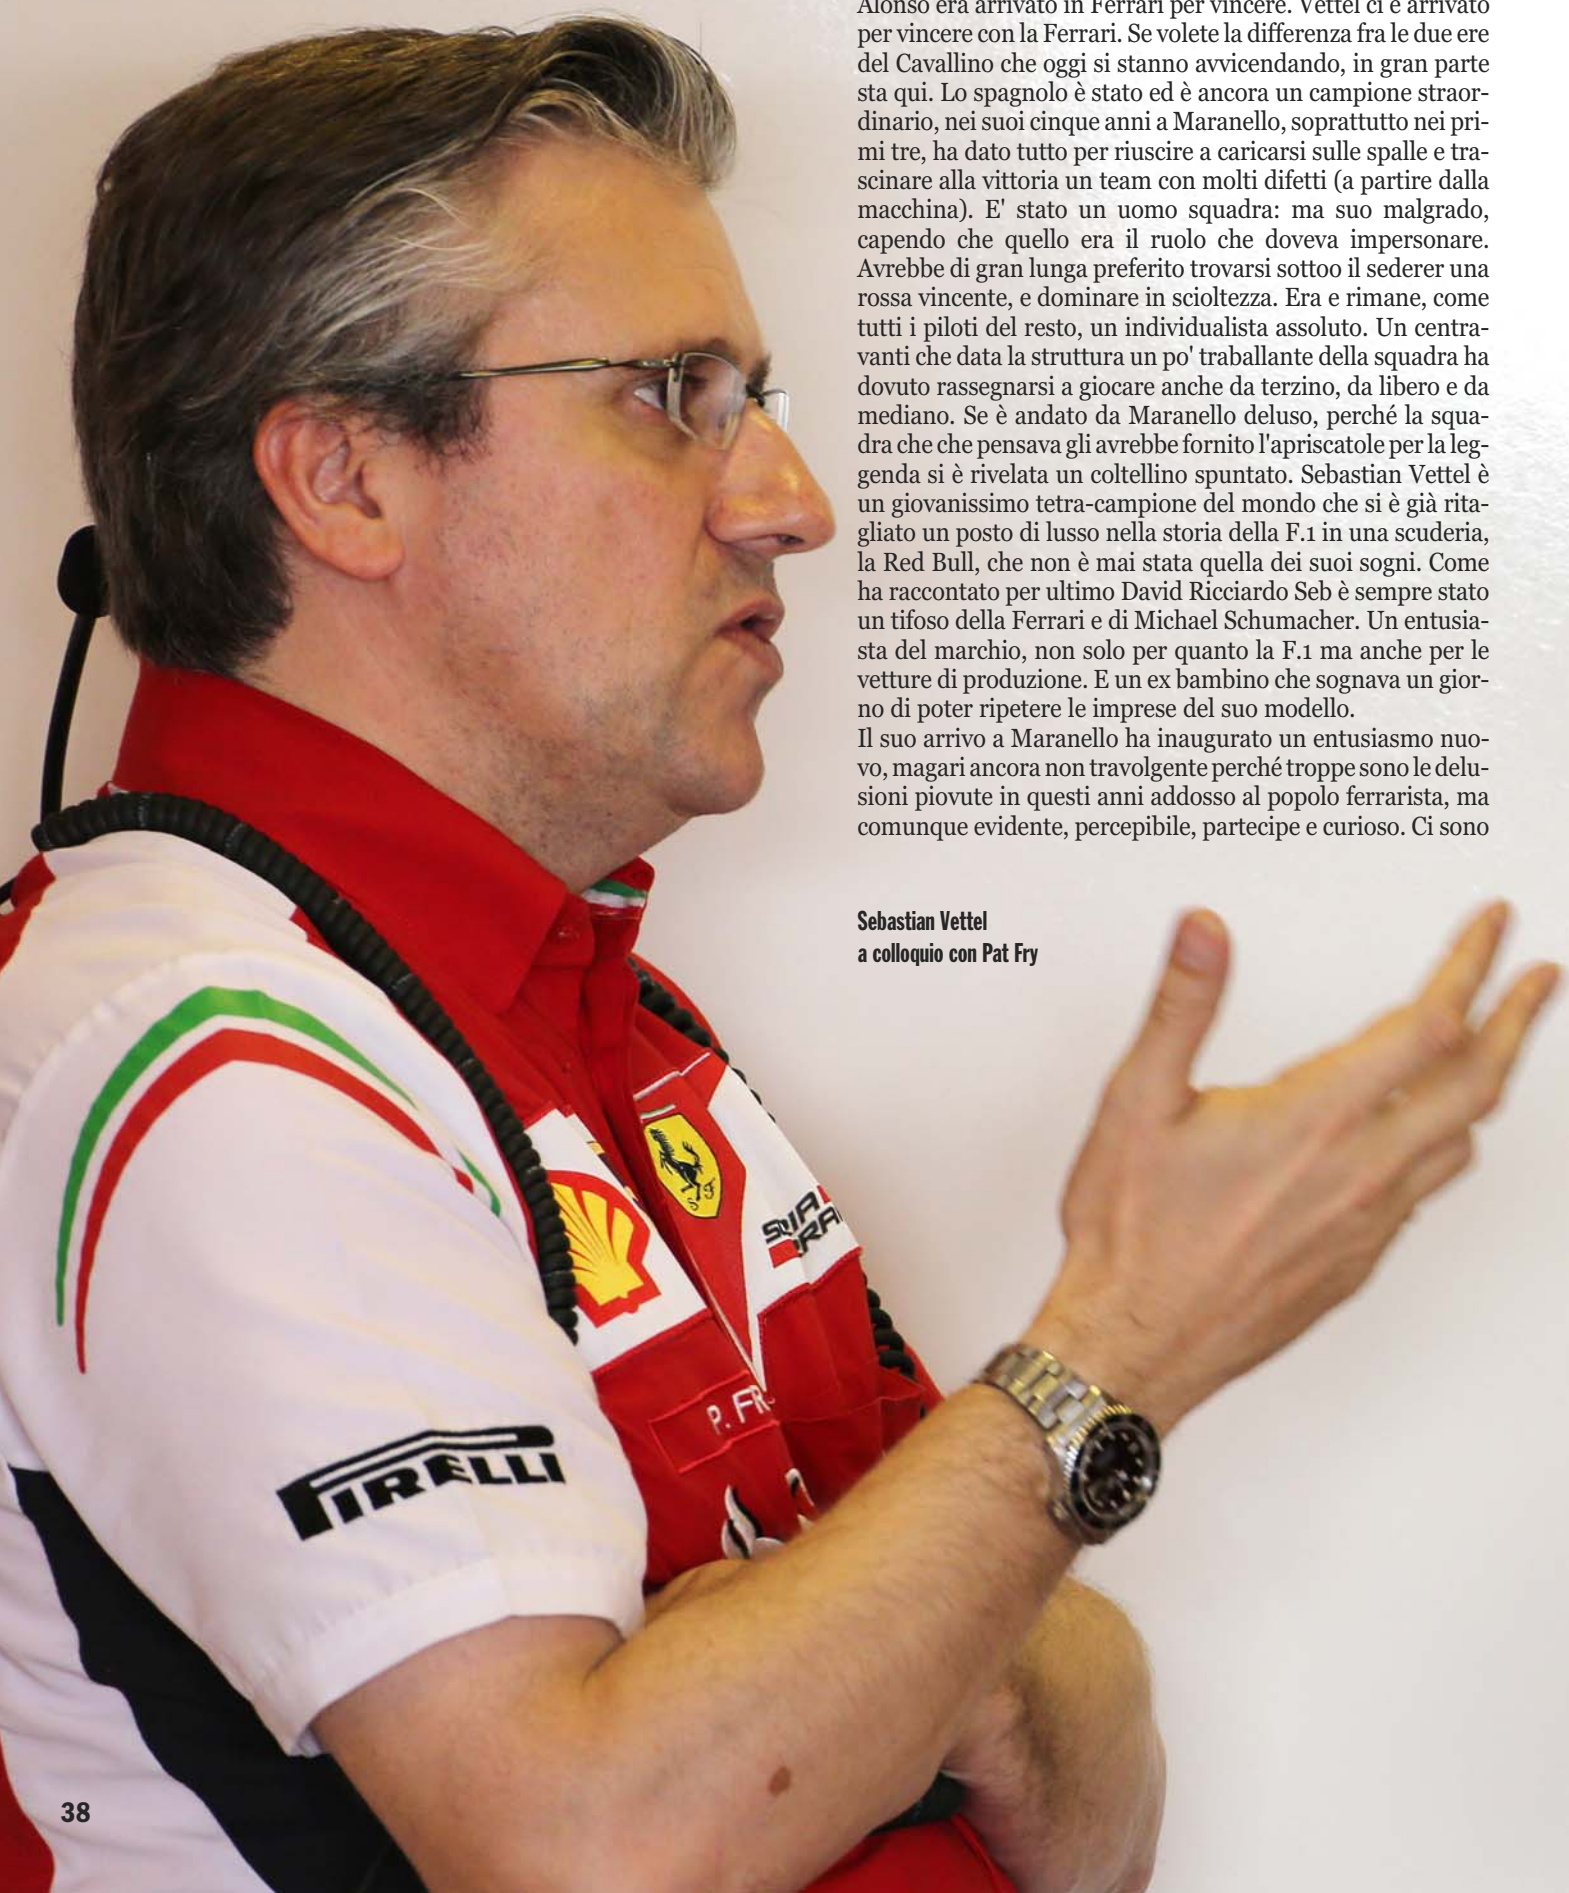 Alonso era arrivato in Ferrari per vincere. Vettel ci è arrivato
per vincere con la Ferrari. Se volete la differenza fra le due ere
del Cavallino che oggi si stanno avvicendando, in gran parte
sta qui. Lo spagnolo è stato ed è ancora un campione straor-
dinario, nei suoi cinque anni a Maranello, soprattutto nei pri-
mi tre, ha dato tutto per riuscire a caricarsi sulle spalle e tra-
scinare alla vittoria un team con molti difetti (a partire dalla
macchina). E' stato un uomo squadra: ma suo malgrado,
capendo che quello era il ruolo che doveva impersonare.
Avrebbe di gran lunga preferito trovarsi sottoo il sederer una
rossa vincente, e dominare in scioltezza. Era e rimane, come
tutti i piloti del resto, un individualista assoluto. Un centra-
vanti che data la struttura un po' traballante della squadra ha
dovuto rassegnarsi a giocare anche da terzino, da libero e da
mediano. Se è andato da Maranello deluso, perché la squa-
dra che che pensava gli avrebbe fornito l'apriscatole per la leg-
genda si è rivelata un coltellino spuntato. Sebastian Vettel è
un giovanissimo tetra-campione del mondo che si è già rita-
gliato un posto di lusso nella storia della F.1 in una scuderia,
la Red Bull, che non è mai stata quella dei suoi sogni. Come
ha raccontato per ultimo David Ricciardo Seb è sempre stato
un tifoso della Ferrari e di Michael Schumacher. Un entusia-
sta del marchio, non solo per quanto la F.1 ma anche per le
vetture di produzione. E un ex bambino che sognava un gior-
no di poter ripetere le imprese del suo modello.
Il suo arrivo a Maranello ha inaugurato un entusiasmo nuo-
vo, magari ancora non travolgente perché troppe sono le delu-
sioni piovute in questi anni addosso al popolo ferrarista, ma
comunque evidente, percepibile, partecipe e curioso. Ci sono
Sebastian Vettel
a colloquio con Pat Fry
S F
P. FR
PIRELLI
38